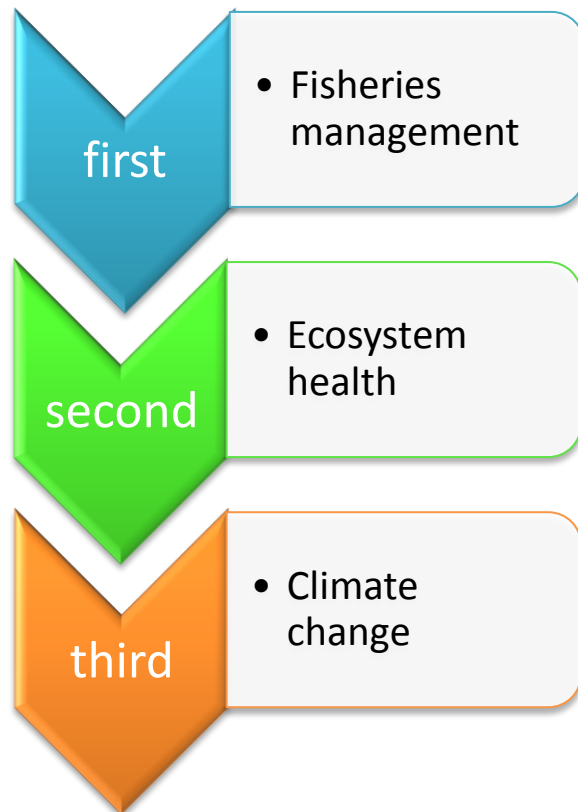 first
• Fisheries
management
second
• Ecosystem
health
third
• Climate
change